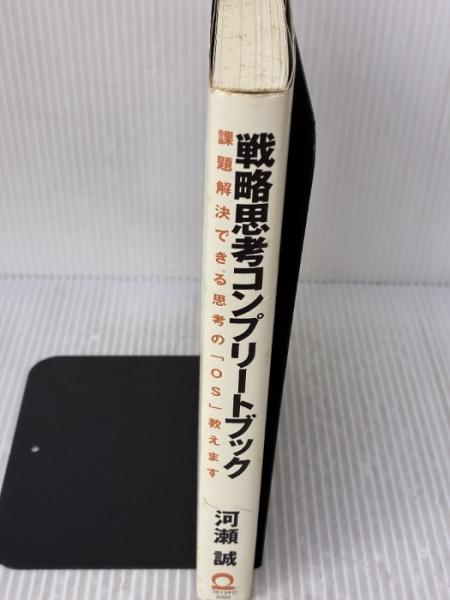 戦略思考コンプリートブック
課題解決できる思考の「OS」教えます
河瀬 誠